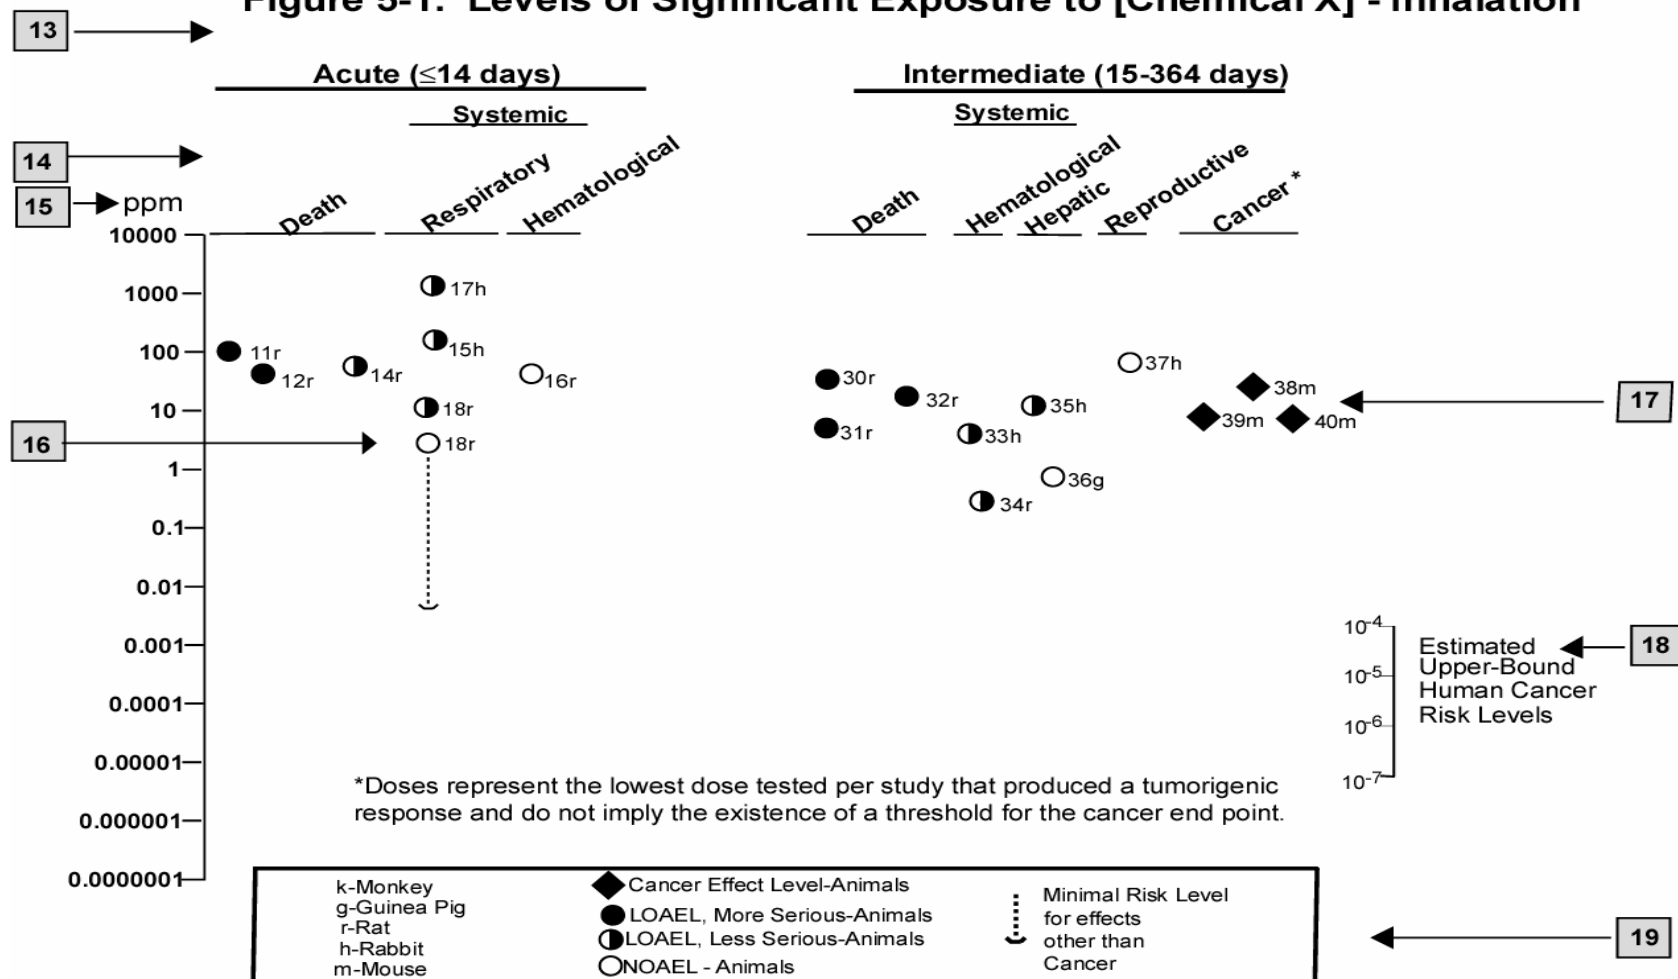 Figure 5-1. Levels of Significant Exposure to [Chemical X] - Inhalation
13
Acute (≤14 days)
Intermediate (15-364 days)
Systemic
Systemic
14
15
ppm
Death
Respiratory
Hematological
Death
Hematological
Hepatic
Reproductive
Cancer*
10000
1000
100
10
1
0.1
0.01
0.001
0.0001
0.00001
0.000001
0.0000001
17h
15h
11r
12r
14r
16r
18r
18r
16
30r
32r
31r
33h
34r
35h
36g
37h
38m
39m
40m
17
10-4
10-5
10-6
10-7
Estimated
Upper-Bound
Human Cancer
Risk Levels
18
*Doses represent the lowest dose tested per study that produced a tumorigenic
response and do not imply the existence of a threshold for the cancer end point.
k-Monkey
g-Guinea Pig
r-Rat
h-Rabbit
m-Mouse
Cancer Effect Level-Animals
LOAEL, More Serious-Animals
LOAEL, Less Serious-Animals
NOAEL - Animals
Minimal Risk Level
for effects
other than
Cancer
19